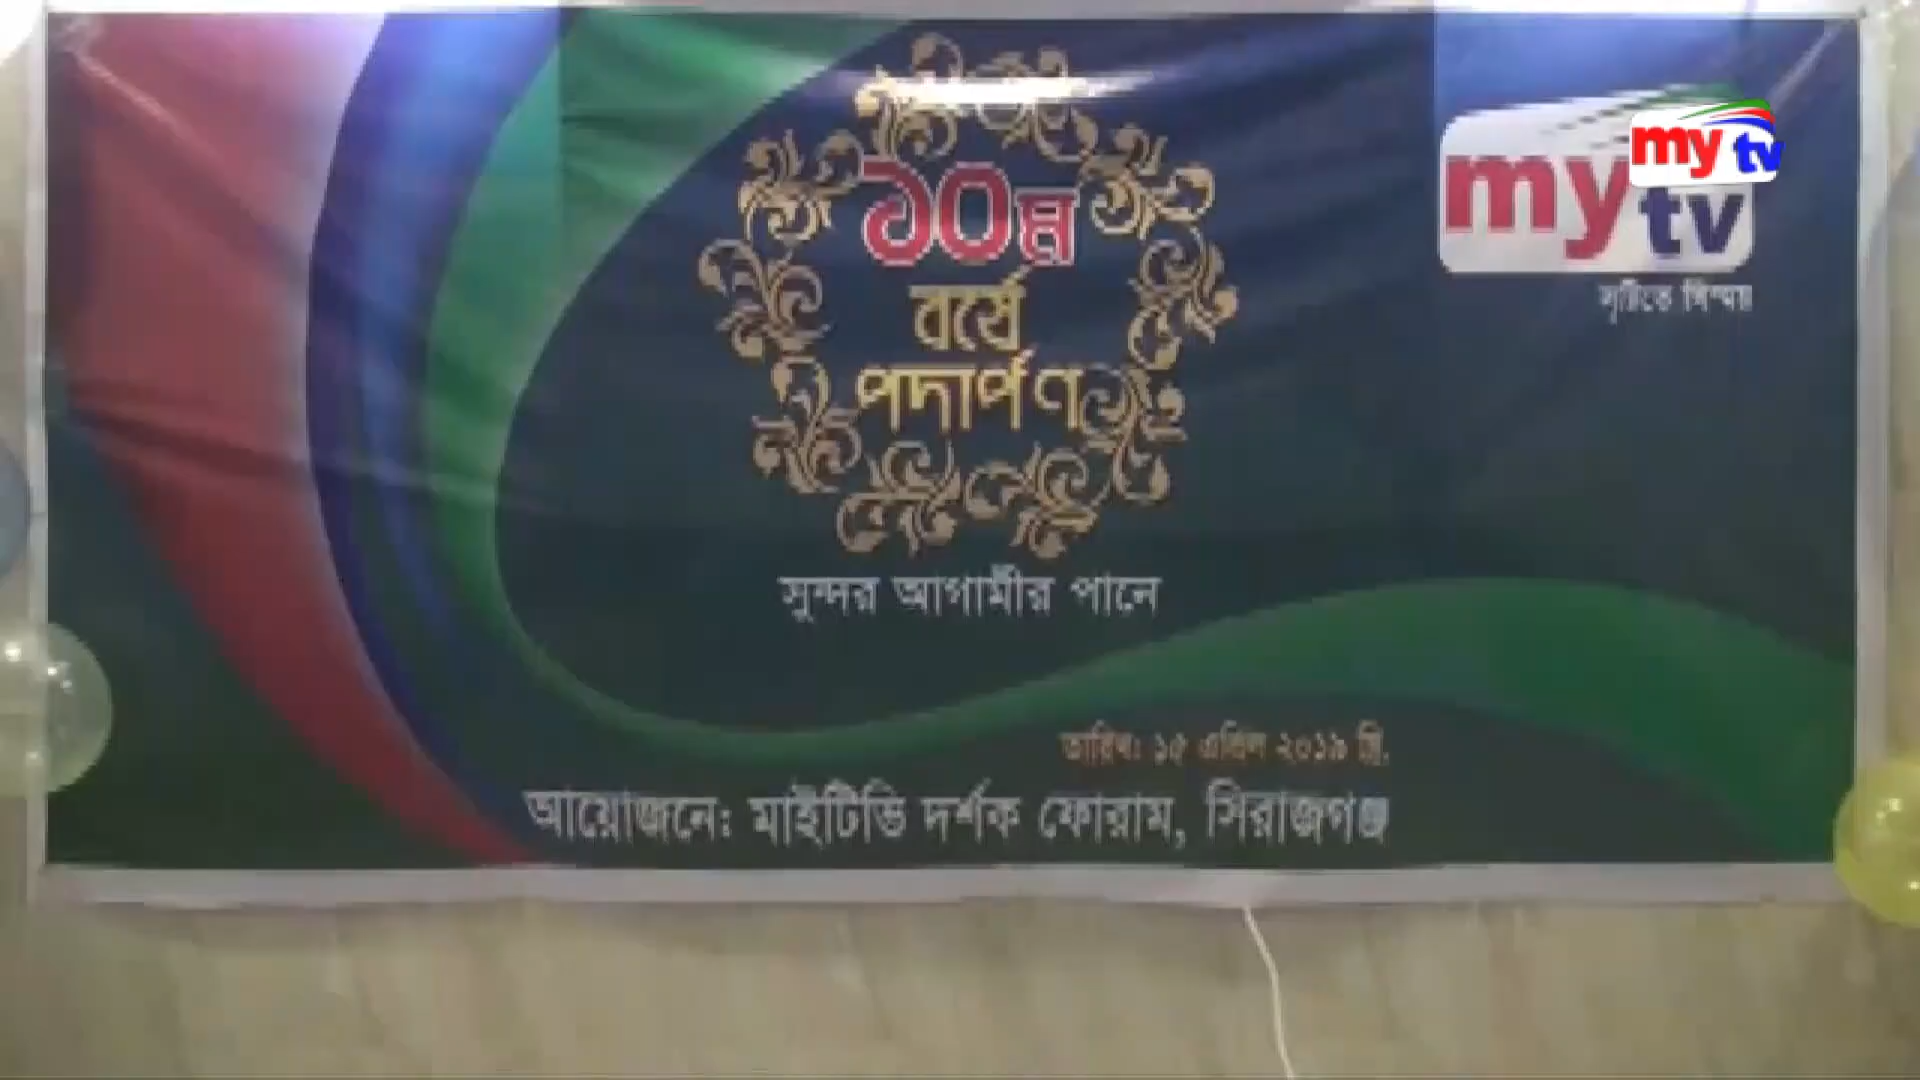 ১০ম
বর্ষে
পদার্পণ
my tv
my tv
সৃষ্টিতে বিস্ময়
সুন্দর আগামীর পানে
তারিখ: ১৫ এপ্রিল ২০১৯ খ্রি.
আয়োজনে: মাইটিভি দর্শক ফোরাম, সিরাজগঞ্জ